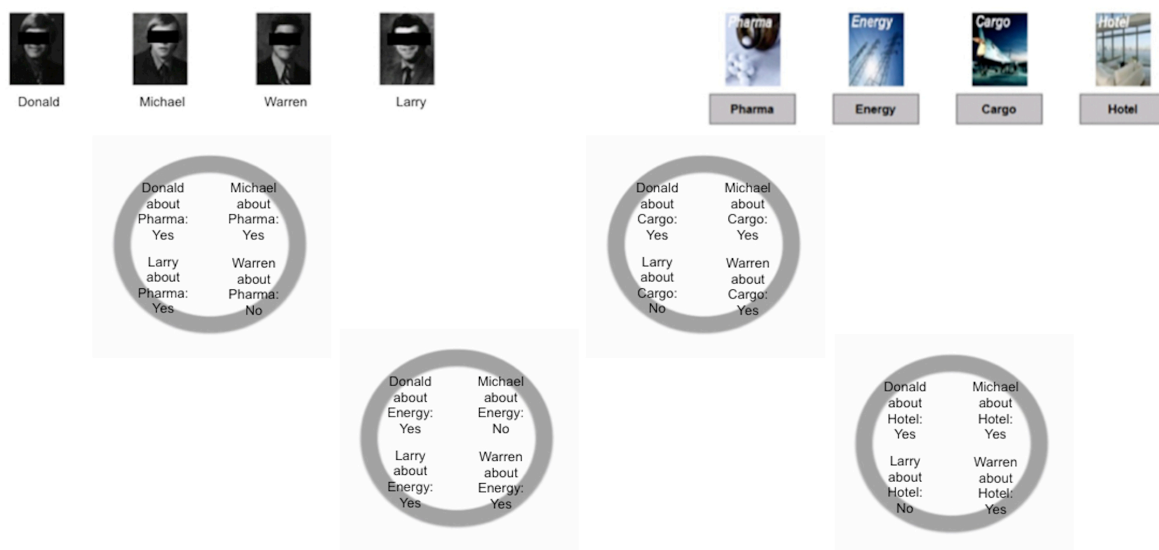 Pharma
Energy
Cargo
Hotel
Donald
Michael
Warren
Larry
Pharma
Energy
Cargo
Hotel
Donald
about
Pharma:
Yes
Michael
about
Pharma:
Yes
Larry
about
Pharma:
Yes
Warren
about
Pharma:
No
Donald
about
Cargo:
Yes
Michael
about
Cargo:
Yes
Larry
about
Cargo:
No
Warren
about
Cargo:
Yes
Donald
about
Energy:
Yes
Michael
about
Energy:
No
Larry
about
Energy:
Yes
Warren
about
Energy:
Yes
Donald
about
Hotel:
Yes
Michael
about
Hotel:
Yes
Larry
about
Hotel:
No
Warren
about
Hotel:
Yes